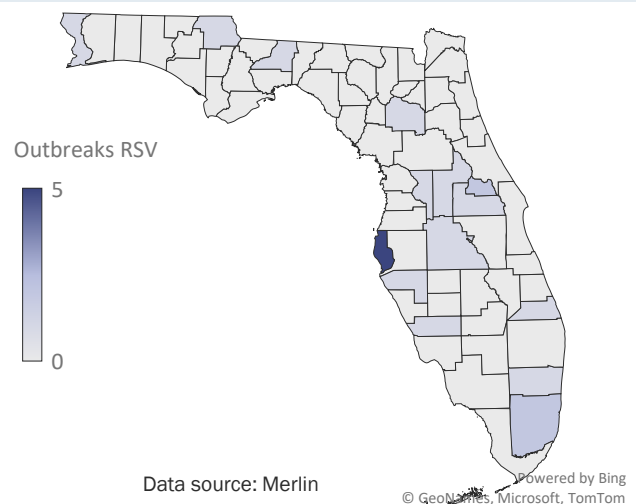 Outbreaks RSV
5
0
Data source: Merlin
Powered by Bing
© GeoNames, Microsoft, TomTom